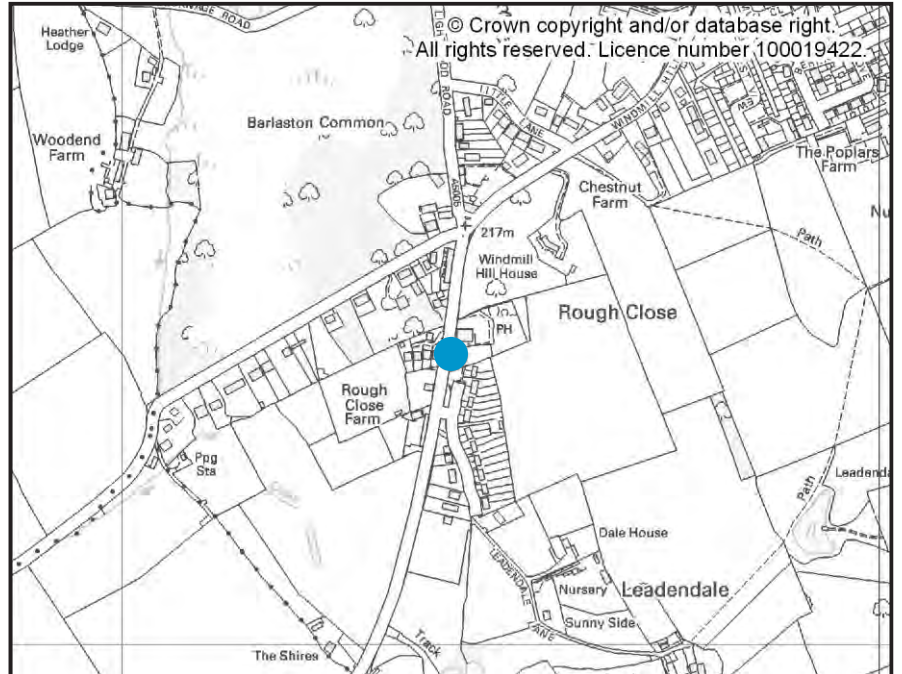 © Crown copyright and/or database right.
All rights reserved. Licence number 100019422.
Heather
Lodge
ROAD
ROAD
Barlaston Common
LITTLE
LANE
WINDMILL
Woodend
Farm
The Poplars
Farm
Chestnut
Farm
217m
Path
Windmill
Hill House
Rough Close
PH
Rough
Close
Farm
Ppg
Sta
Path
Dale House
LEADENDALE
LANE
Nursery
Leadendale
Sunny Side
Track
The Shires